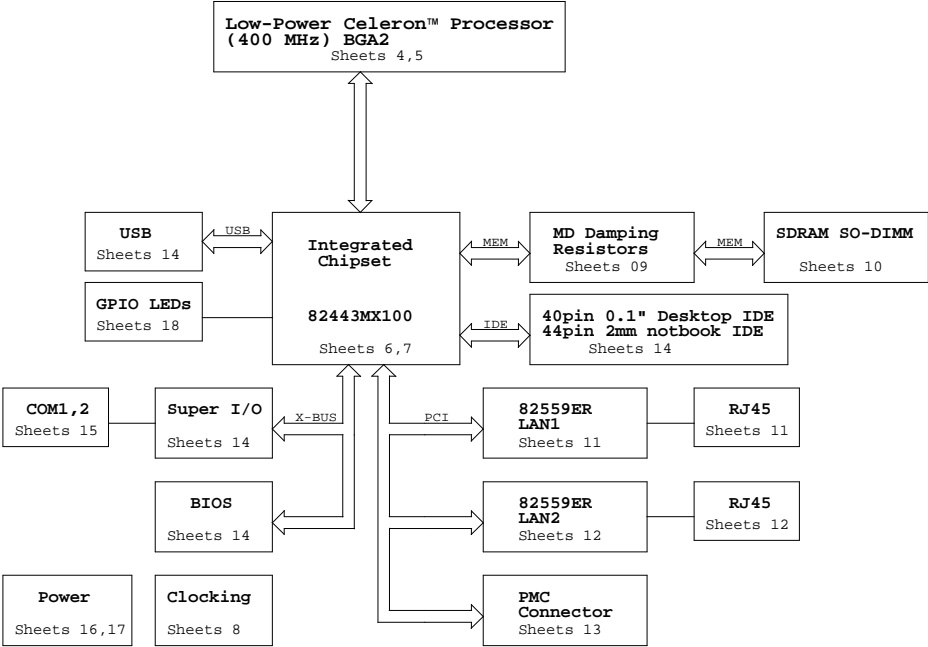 Low-Power Celeron™ Processor
(400 MHz) BGA2
Sheets 4,5
USB
Sheets 14
USB
Integrated
Chipset
82443MX100
Sheets 6,7
MEM
MD Damping
Resistors
Sheets 09
MEM
SDRAM SO-DIMM
Sheets 10
GPIO LEDs
Sheets 18
IDE
40pin 0.1" Desktop IDE
44pin 2mm notbook IDE
Sheets 14
COM1,2
Sheets 15
Super I/O
Sheets 14
X-BUS
PCI
82559ER
LAN1
Sheets 11
RJ45
Sheets 11
BIOS
Sheets 14
82559ER
LAN2
Sheets 12
RJ45
Sheets 12
Power
Sheets 16,17
Clocking
Sheets 8
PMC
Connector
Sheets 13